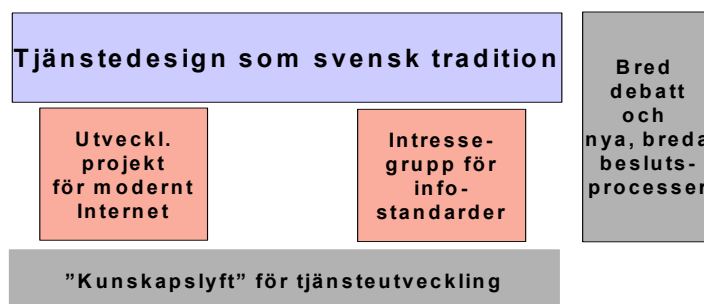 Tjänstedesign som svensk tradition
Utveckl.
projekt
för modernt
Internet
Intresse-
grupp för
info-
standarder
Bred
debatt
och
nya, breda
besluts-
processer
”Kunskapslyft” för tjänsteutveckling